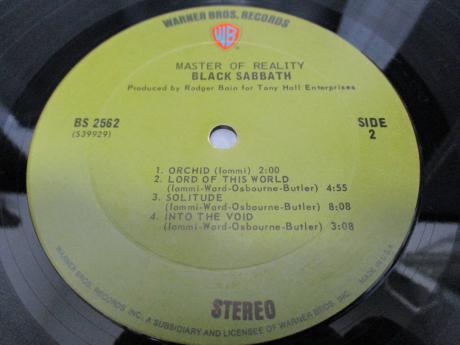 WARNER BROS. RECORDS
WB
MASTER OF REALITY
BLACK SABBATH
Produced by Rodger Bain for Tony Hall Enterprises
BS 2562
(S39929)
SIDE
2
1. ORCHID (Iommi) 2:00
2. LORD OF THIS WORLD
(Iommi-Ward-Osbourne-Butler) 4:55
3. SOLITUDE
(Iommi-Ward-Osbourne-Butler) 8:08
4. INTO THE VOID
(Iommi-Ward-Osbourne-Butler) 3:08
STEREO
WARNER BROS. RECORDS INC., A SUBSIDIARY AND LICENSEE OF WARNER BROS. INC.
MADE IN U.S.A.